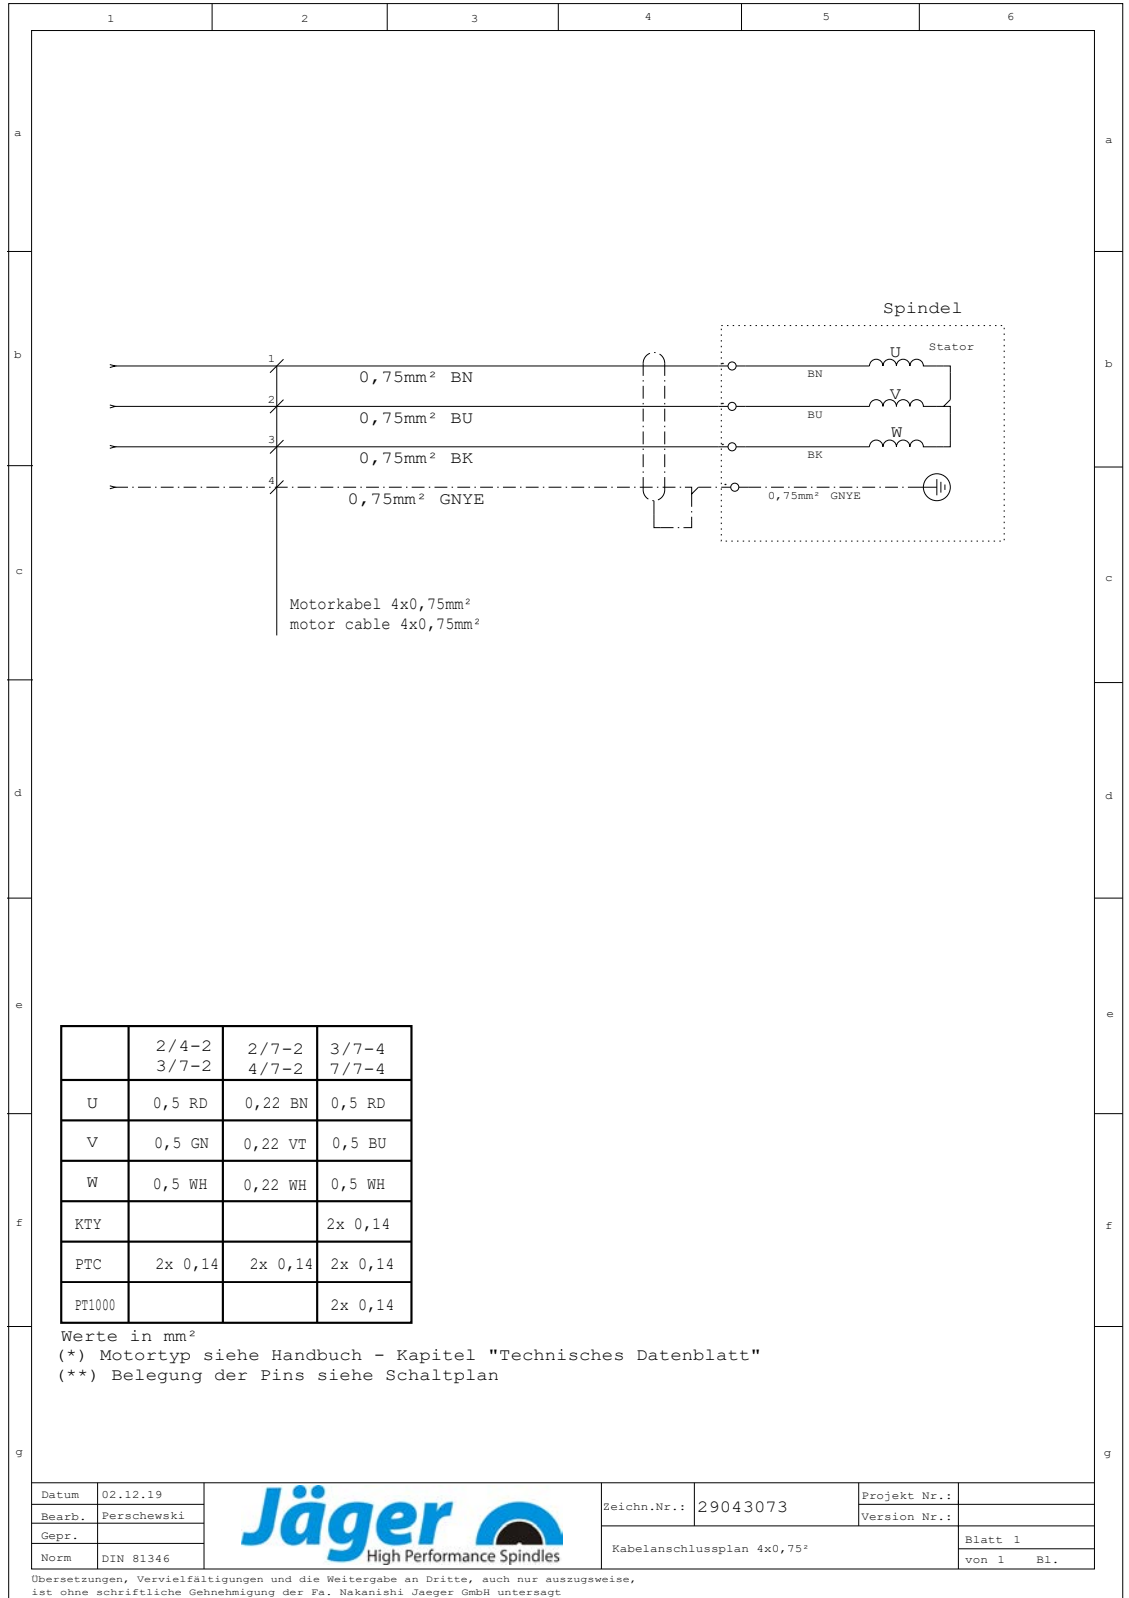 1 2 3 4 5 6
a a
Spindel
b b
1 U Stator
0,75mm² BN BN
2 V
0,75mm² BU BU
3 W
0,75mm² BK BK
4
0,75mm² GNYE 0,75mm² GNYE
c c
Motorkabel 4x0,75mm²
motor cable 4x0,75mm²
d d
e e
2/4-2 2/7-2 3/7-4
3/7-2 4/7-2 7/7-4
U 0,5 RD 0,22 BN 0,5 RD
V 0,5 GN 0,22 VT 0,5 BU
W 0,5 WH 0,22 WH 0,5 WH
f f
KTY 2x 0,14
PTC 2x 0,14 2x 0,14 2x 0,14
PT1000 2x 0,14
Werte in mm²
(*) Motortyp siehe Handbuch - Kapitel "Technisches Datenblatt"
(**) Belegung der Pins siehe Schaltplan
g g
Datum 02.12.19
Bearb. Perschewski
Gepr.
Norm DIN 81346
Jäger
High Performance Spindles
Zeichn.Nr.: 29043073
Kabelanschlussplan 4x0,75²
Projekt Nr.:
Version Nr.:
Blatt 1
von 1 Bl.
Übersetzungen, Vervielfältigungen und die Weitergabe an Dritte, auch nur auszugsweise,
ist ohne schriftliche Gehnehmigung der Fa. Nakanishi Jaeger GmbH untersagt